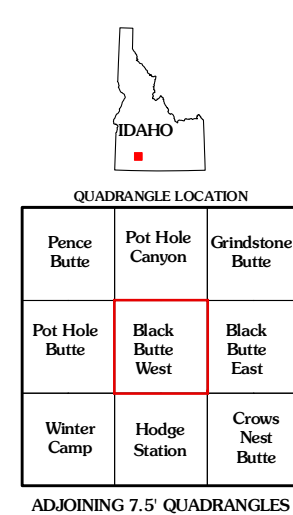 IDAHO
QUADRANGLE LOCATION
Pence
Butte
Pot Hole
Canyon
Grindstone
Butte
Pot Hole
Butte
Black
Butte
West
Black
Butte
East
Winter
Camp
Hodge
Station
Crows
Nest
Butte
ADJOINING 7.5' QUADRANGLES